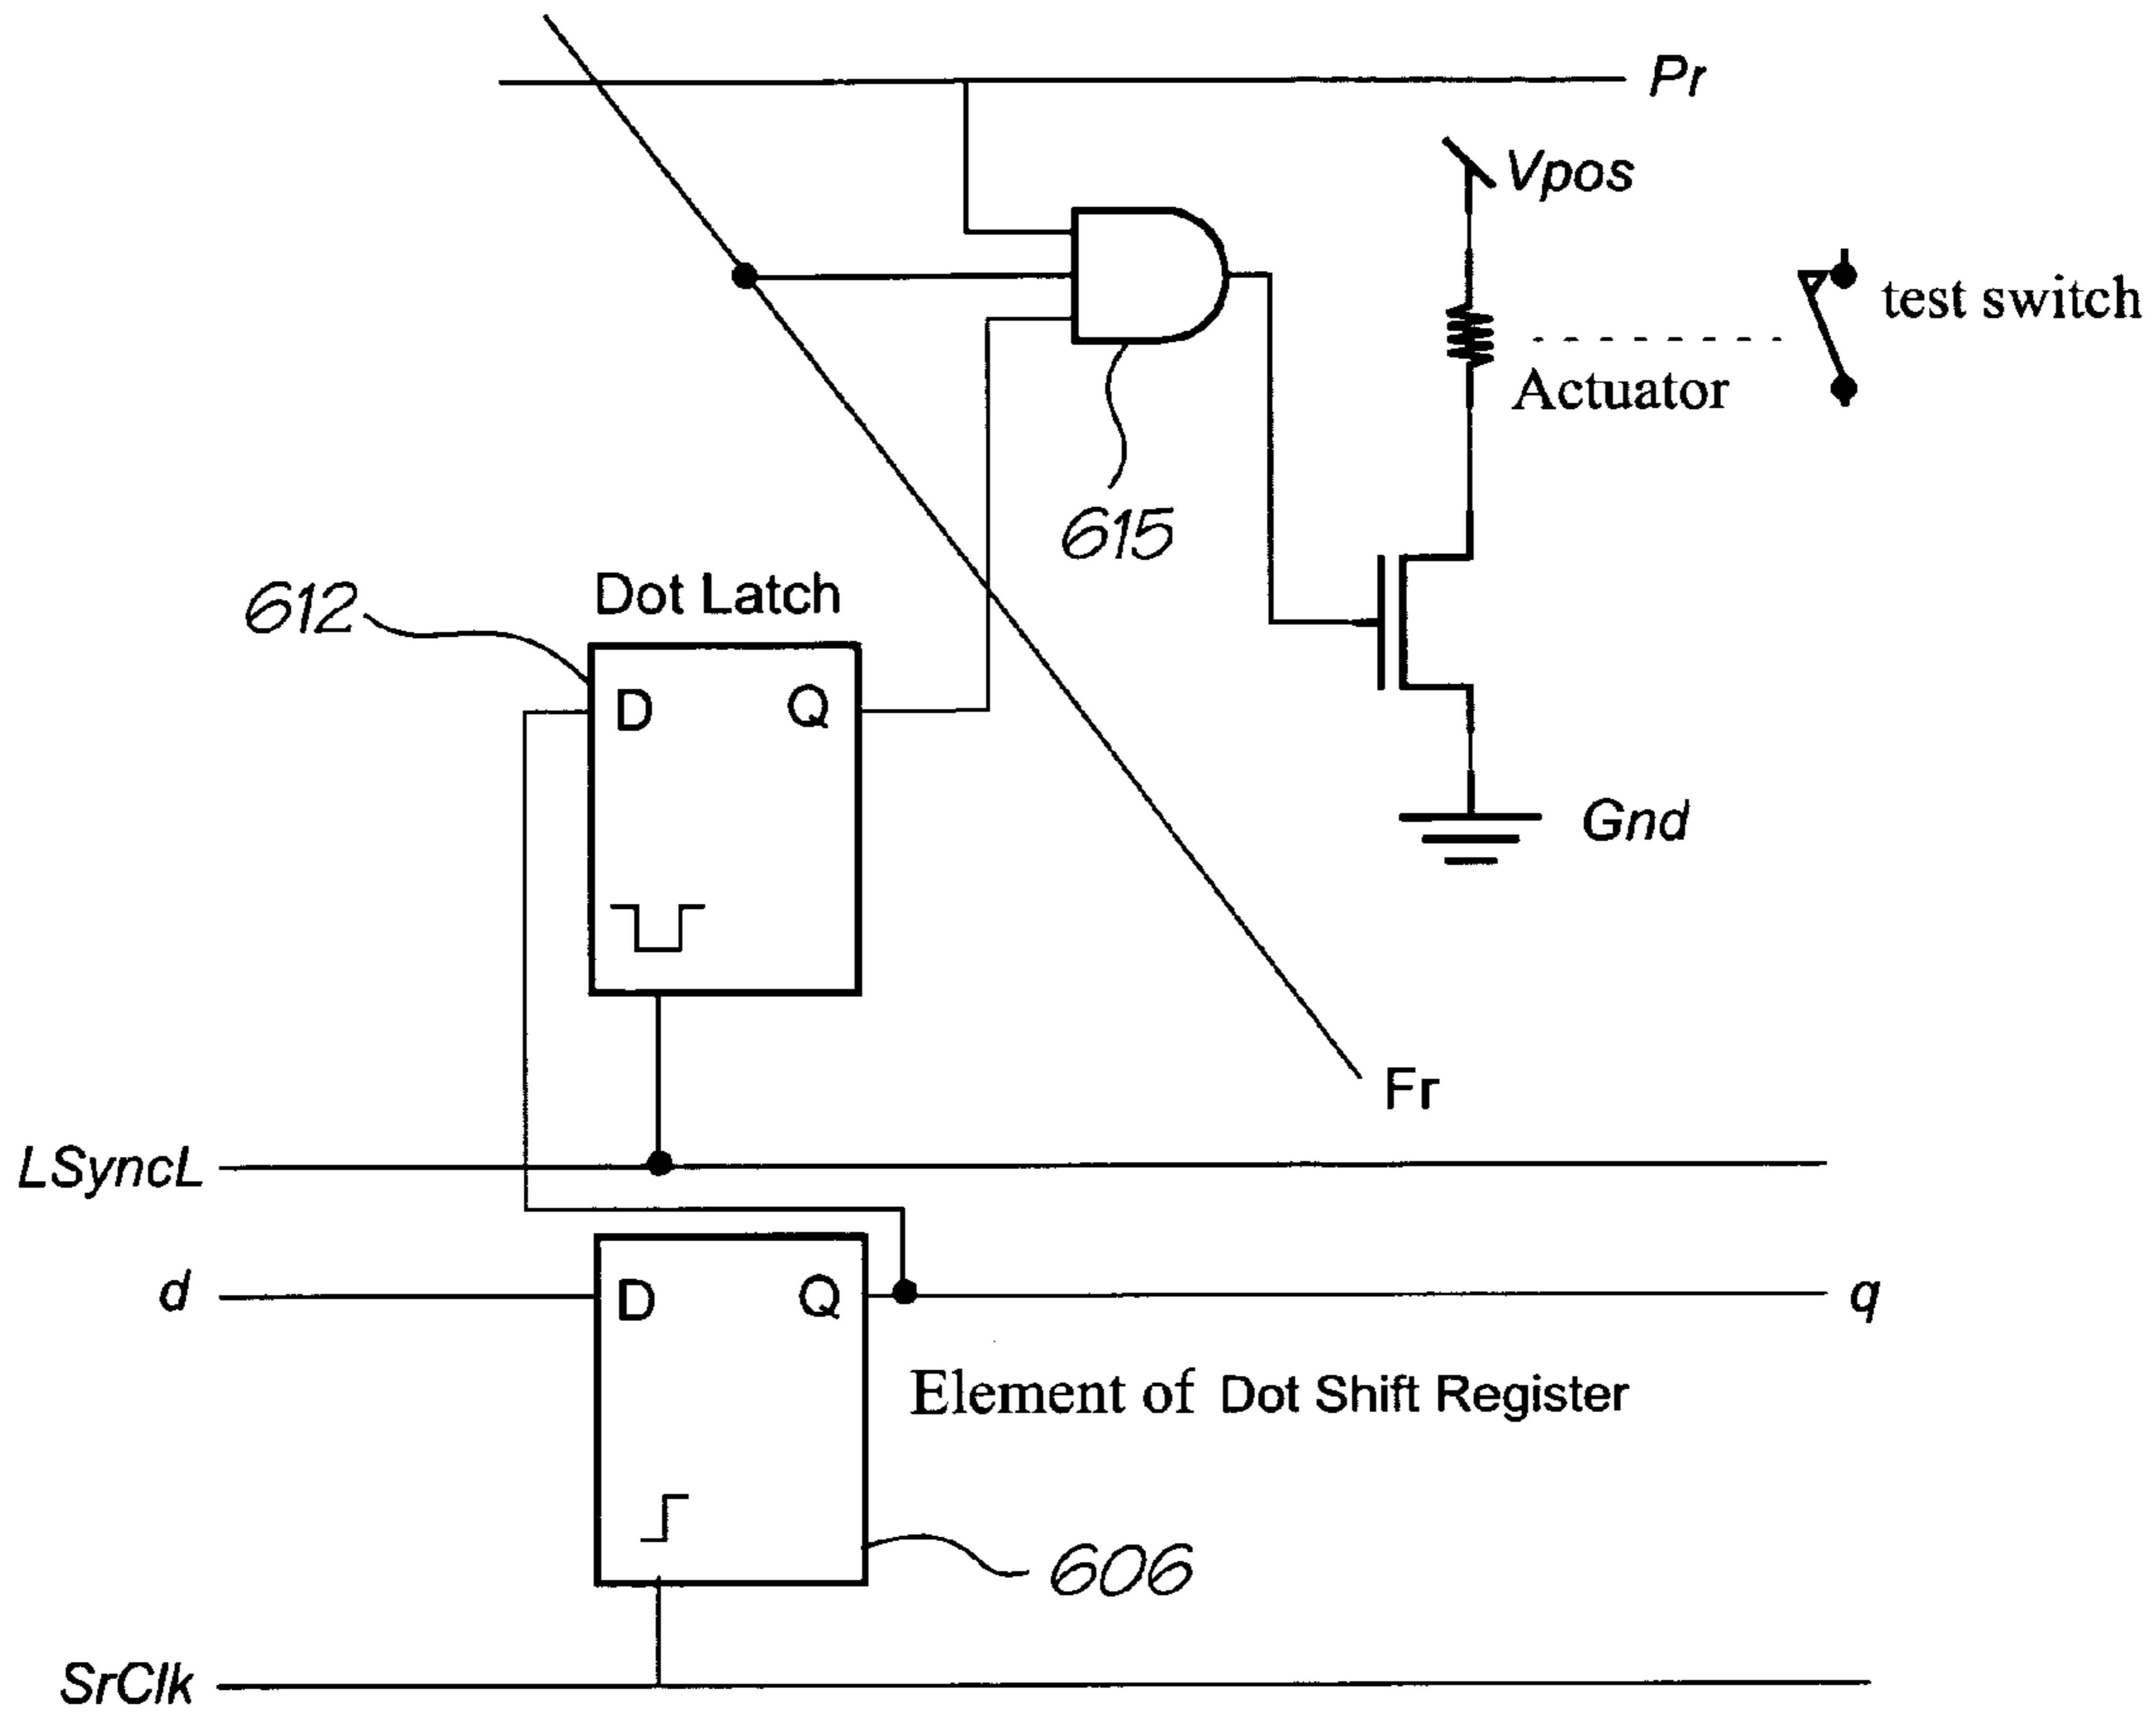 Pr
Vpos
test switch
Actuator
615
612
Dot Latch
D Q
Gnd
Fr
LSyncL
d
D Q
q
Element of Dot Shift Register
606
SrClk